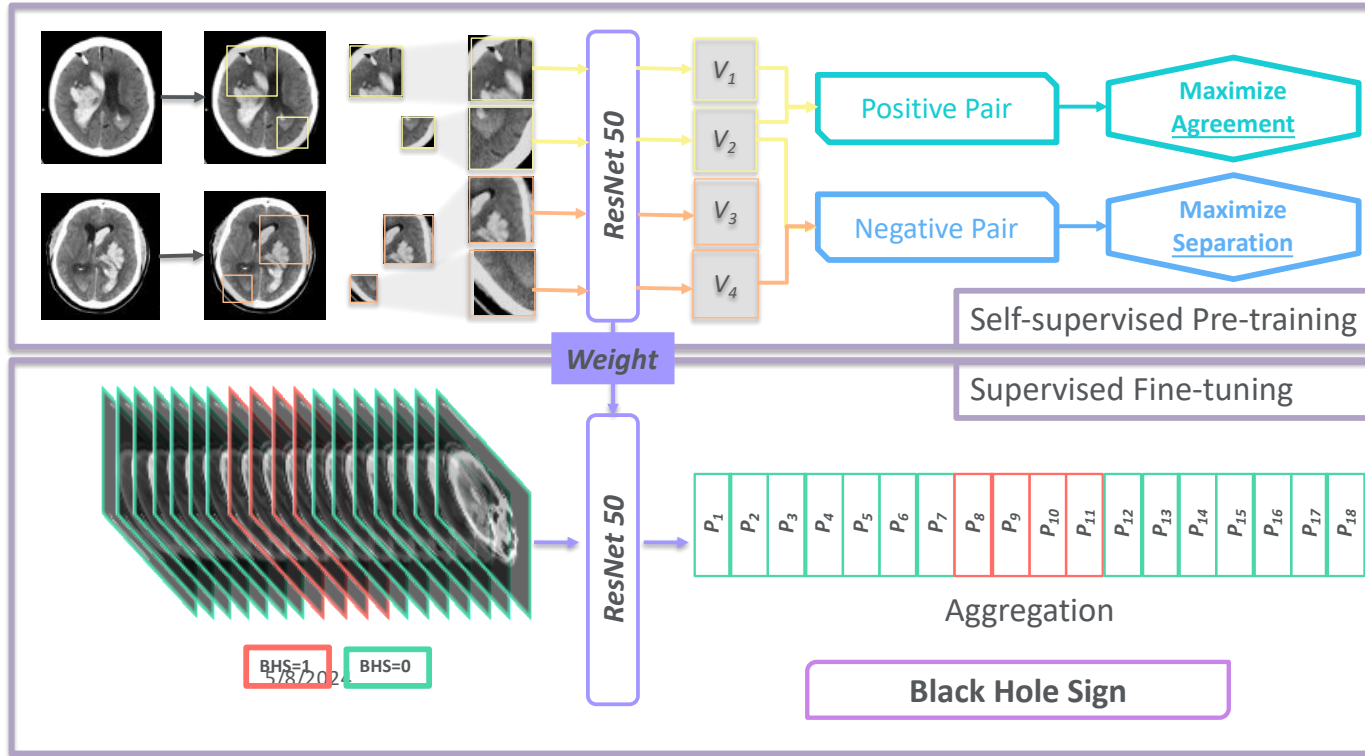 ResNet 50
V1
V2
V3
V4
Positive Pair
Negative Pair
Maximize
Agreement
Maximize
Separation
Self-supervised Pre-training
Weight
Supervised Fine-tuning
ResNet 50
P1 P2 P3 P4 P5 P6 P7 P8 P9 P10 P11 P12 P13 P14 P15 P16 P17 P18
Aggregation
BHS=1 BHS=0
5/8/2024
Black Hole Sign